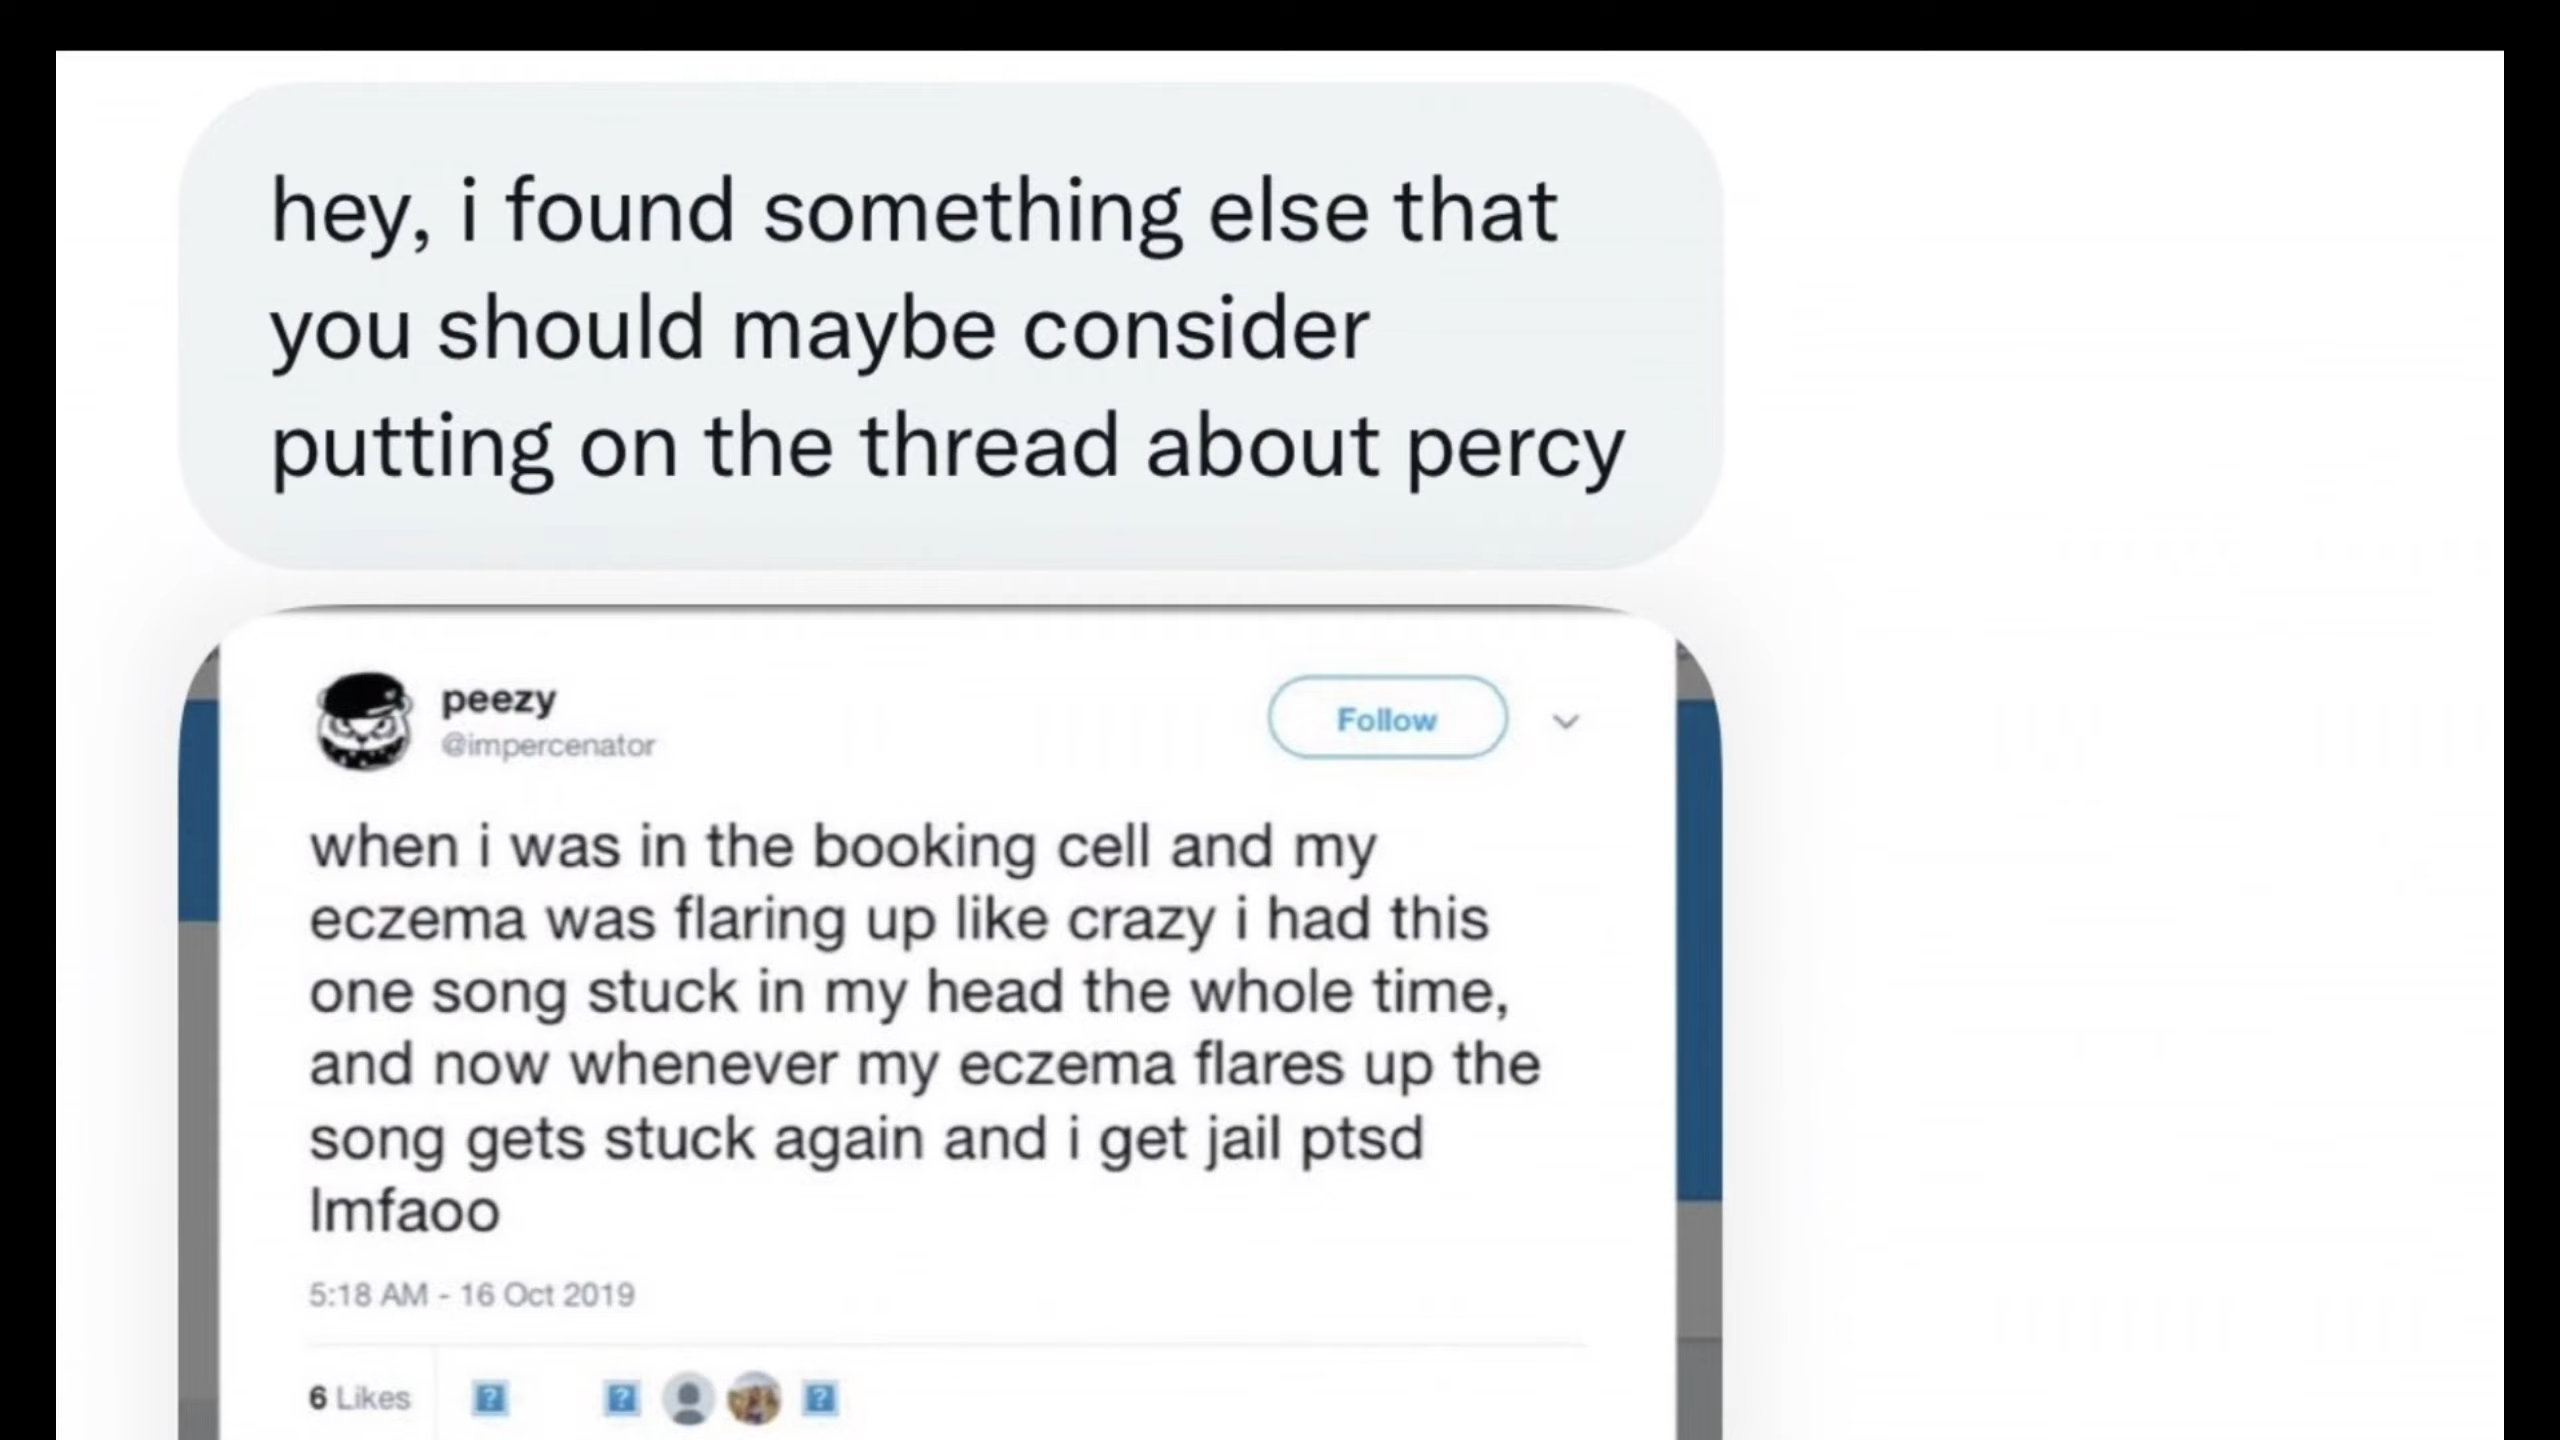 hey, i found something else that
you should maybe consider
putting on the thread about percy
peezy
Follow
@impercenator
when i was in the booking cell and my
eczema was flaring up like crazy i had this
one song stuck in my head the whole time,
and now whenever my eczema flares up the
song gets stuck again and i get jail ptsd
lmfaoo
5:18 AM - 16 Oct 2019
6 Likes